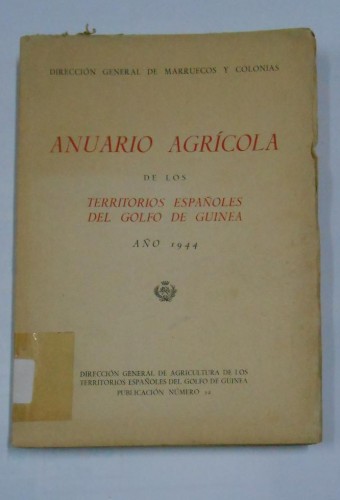 DIRECCIÓN GENERAL DE MARRUECOS Y COLONIAS
ANUARIO AGRÍCOLA
DE LOS
TERRITORIOS ESPAÑOLES
DEL GOLFO DE GUINEA
AÑO 1944
DIRECCIÓN GENERAL DE AGRICULTURA DE LOS
TERRITORIOS ESPAÑOLES DEL GOLFO DE GUINEA
PUBLICACIÓN NÚMERO